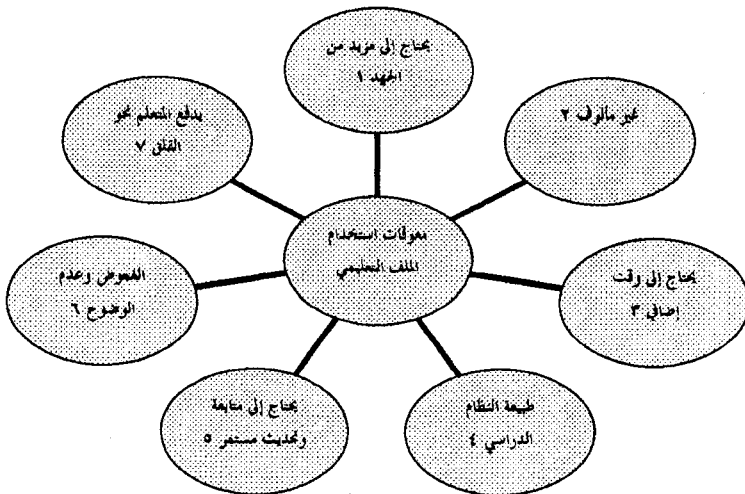 معوقات استخدام
الملف التعليمي
يحتاج إلى مزيد من
الجهد ١
غير مألوف ٢
يحتاج إلى وقت
إضافي ٣
طبيعة النظام
الدراسي ٤
يحتاج إلى متابعة
وتحديث مستمر ٥
الغموض وعدم
الوضوح ٦
يدفع المتعلم نحو
القلق ٧